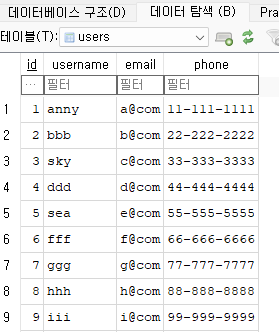 데이터베이스 구조(D) 데이터 탐색 (B) Pra
테이블(T): users
id username email phone
... 필터 필터 필터
1 1 anny a@com 11-111-1111
2 2 bbb b@com 22-222-2222
3 3 sky c@com 33-333-3333
4 4 ddd d@com 44-444-4444
5 5 sea e@com 55-555-5555
6 6 fff f@com 66-666-6666
7 7 ggg g@com 77-777-7777
8 8 hhh h@com 88-888-8888
9 9 iii i@com 99-999-9999